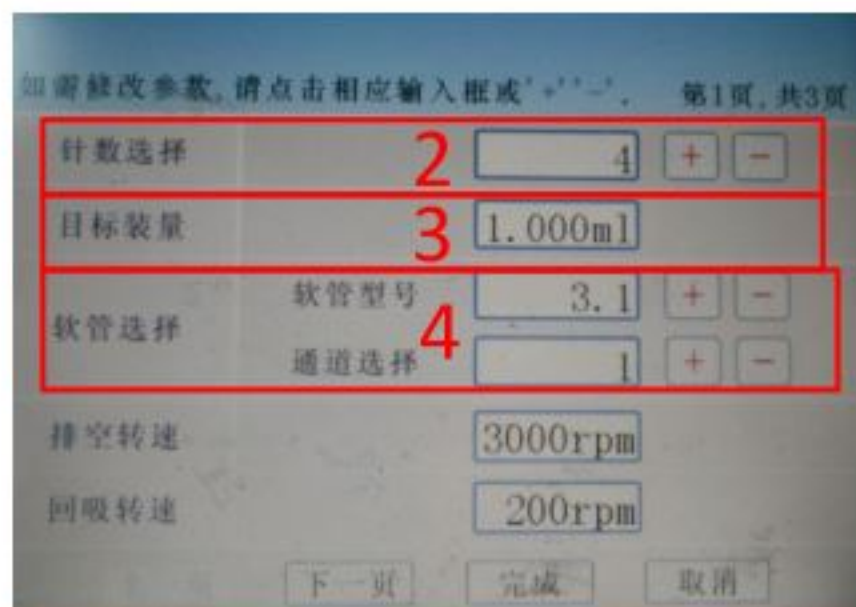 如需修改参数,请点击相应输入框或'+''-'. 第1页,共3页
针数选择 2 4 + -
目标装量 3 1.000ml
软管型号 3.1 + -
软管选择 4
通道选择 1 + -
排空转速 3000rpm
回吸转速 200rpm
下一页 完成 取消